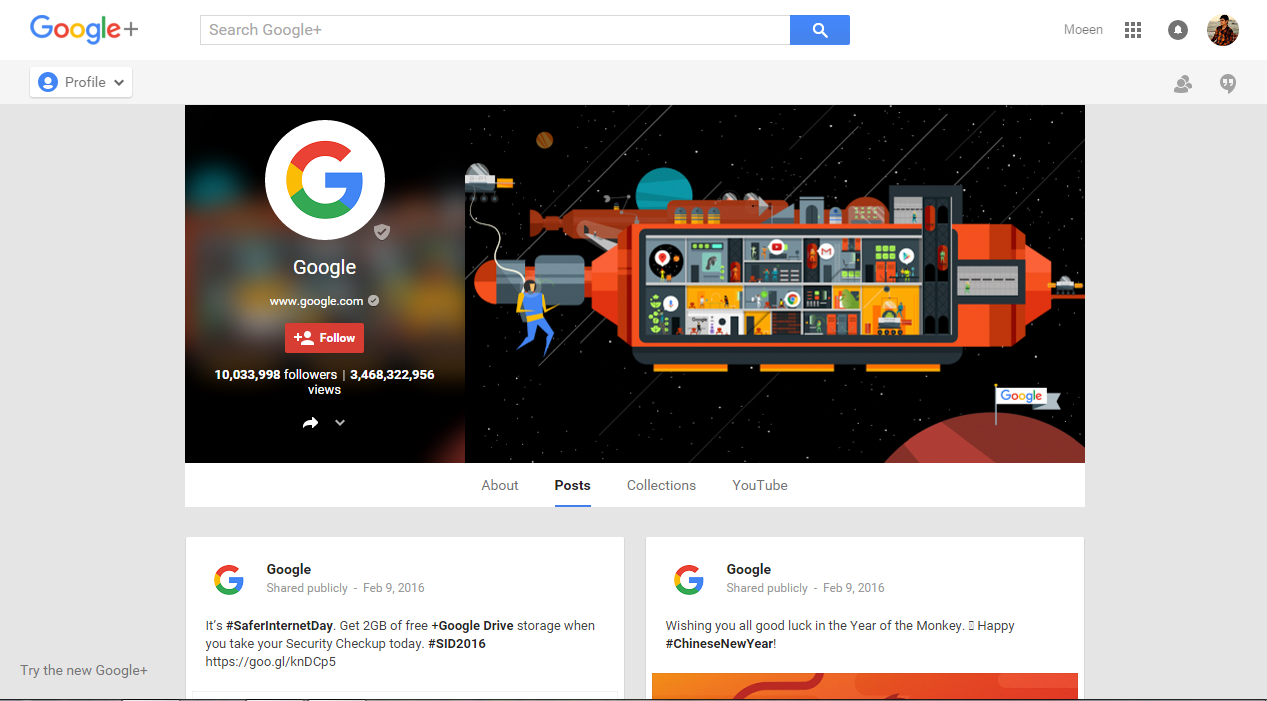 Google+
Search Google+
Moeen
Profile
Google
www.google.com
Follow
10,033,998 followers | 3,468,322,956
views
Google
About Posts Collections YouTube
Google
Shared publicly - Feb 9, 2016
It's #SaferInternetDay. Get 2GB of free +Google Drive storage when
you take your Security Checkup today. #SID2016
https://goo.gl/knDCp5
Google
Shared publicly - Feb 9, 2016
Wishing you all good luck in the Year of the Monkey. Happy
#ChineseNewYear!
Try the new Google+